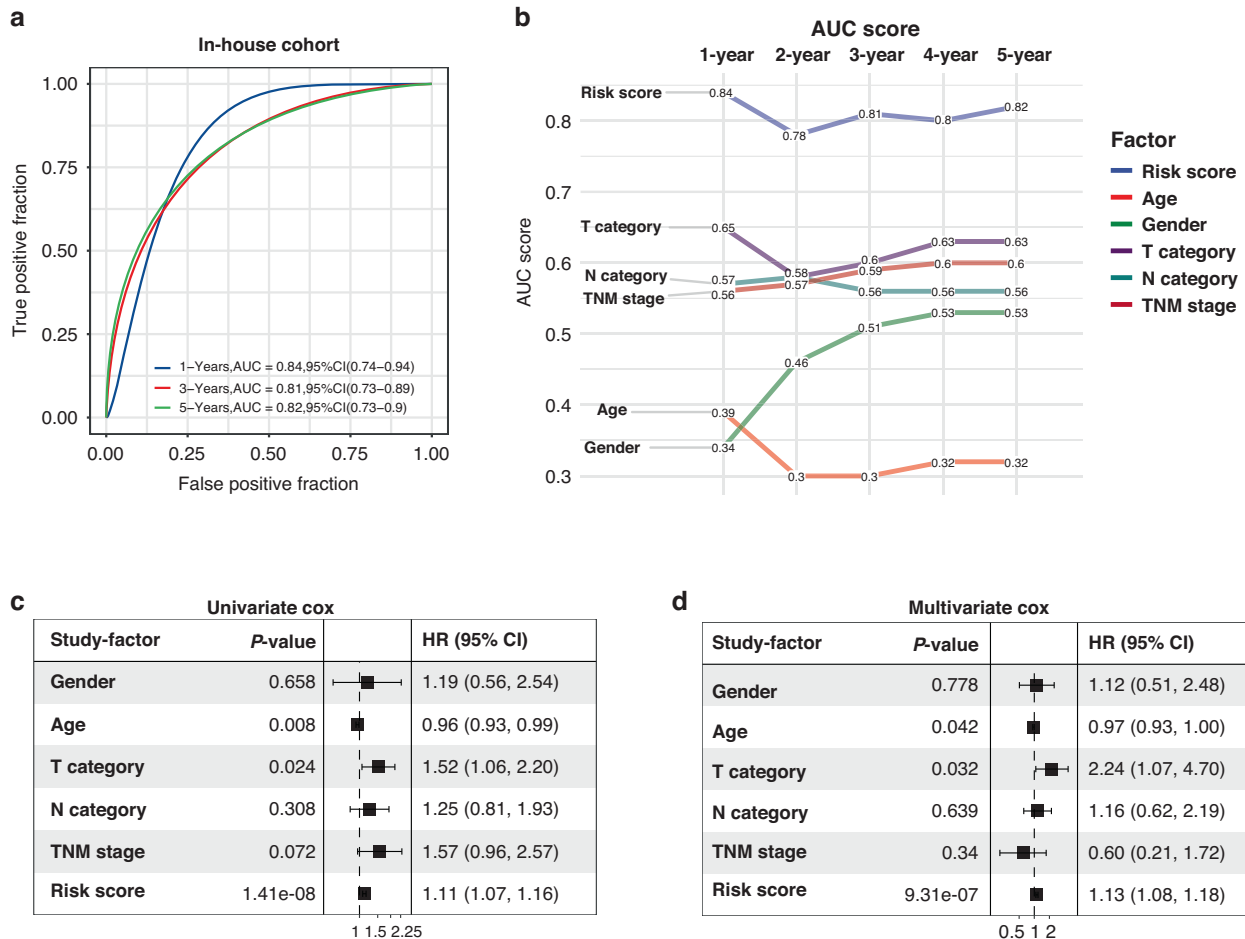 a
In-house cohort
True positive fraction
1.00
0.75
0.50
0.25
0.00
1−Years,AUC = 0.84,95%CI(0.74−0.94)
3−Years,AUC = 0.81,95%CI(0.73−0.89)
5−Years,AUC = 0.82,95%CI(0.73−0.9)
0.00 0.25 0.50 0.75 1.00
False positive fraction
b
AUC score
1-year 2-year 3-year 4-year 5-year
AUC score
0.8
0.7
0.6
0.5
0.4
0.3
Risk score 0.84 0.78 0.81 0.8 0.82
T category 0.65 0.58 0.6 0.63 0.63
N category 0.57 0.56 0.56 0.56
TNM stage 0.56 0.57 0.59 0.6 0.6
Age 0.39 0.3 0.3 0.32 0.32
Gender 0.34 0.46 0.51 0.53 0.53
Factor
Risk score
Age
Gender
T category
N category
TNM stage
c
Univariate cox
Study-factor P-value HR (95% CI)
Gender 0.658 1.19 (0.56, 2.54)
Age 0.008 0.96 (0.93, 0.99)
T category 0.024 1.52 (1.06, 2.20)
N category 0.308 1.25 (0.81, 1.93)
TNM stage 0.072 1.57 (0.96, 2.57)
Risk score 1.41e-08 1.11 (1.07, 1.16)
1 1.5 2.25
d
Multivariate cox
Study-factor P-value HR (95% CI)
Gender 0.778 1.12 (0.51, 2.48)
Age 0.042 0.97 (0.93, 1.00)
T category 0.032 2.24 (1.07, 4.70)
N category 0.639 1.16 (0.62, 2.19)
TNM stage 0.34 0.60 (0.21, 1.72)
Risk score 9.31e-07 1.13 (1.08, 1.18)
0.5 1 2